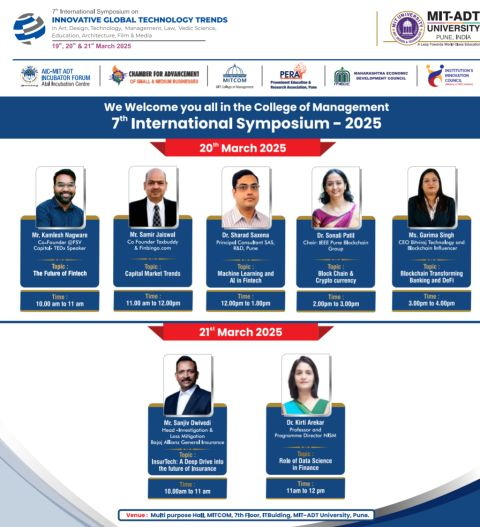 7th International Symposium on
INNOVATIVE GLOBAL TECHNOLOGY TRENDS
in Art, Design, Technology, Management, Law, Vedic Science,
Education, Architecture, Film & Media
19th, 20th & 21st March 2025
MIT-ADT
UNIVERSITY
PUNE, INDIA
A Leap Towards World Class Education
AIC-MIT ADT
INCUBATOR FORUM
Atal Incubation Centre
CHAMBER FOR ADVANCEMENT
OF SMALL & MEDIUM BUSINESSES
MITCOM
MIT College of Management
PERA
Preeminent Education &
Research Association, Pune
MAHARASHTRA ECONOMIC
DEVELOPMENT COUNCIL
INSTITUTION'S
INNOVATION
COUNCIL
We Welcome you all in the College of Management
7th International Symposium - 2025
20th March 2025
Mr. Kamlesh Nagware
Co-Founder @FSV
Capital- TEDx Speaker
Topic :
The Future of Fintech
Time :
10.00 am to 11 am
Mr. Samir Jaiswal
Co Founder Taxbuddy
& Finbingo.com
Topic :
Capital Market Trends
Time :
11.00 am to 12.00pm
Dr. Sharad Saxena
Principal Consultant SAS,
R&D, Pune
Topic :
Machine Learning and
AI in Fintech
Time :
12.00pm to 1.00pm
Dr. Sonali Patil
Chair- IEEE Pune Blockchain
Group
Topic :
Block Chain &
Crypto currency
Time :
2.00pm to 3.00pm
Ms. Garima Singh
CEO Bthinq Technology and
Blockchain Influencer
Topic :
Blockchain Transforming
Banking and DeFi
Time :
3.00pm to 4.00pm
21st March 2025
Mr. Sanjiv Dwivedi
Head -Investigation &
Loss Mitigation
Bajaj Allianz General Insurance
Topic :
InsurTech: A Deep Drive into
the future of Insurance
Time :
10.00am to 11 am
Dr. Kirti Arekar
Professor and
Programme Director NISM
Topic :
Role of Data Science
in Finance
Time :
11am to 12 pm
Venue : Multi purpose Hall, MITCOM, 7th Floor, ITBuiding, MIT-ADT University, Pune.